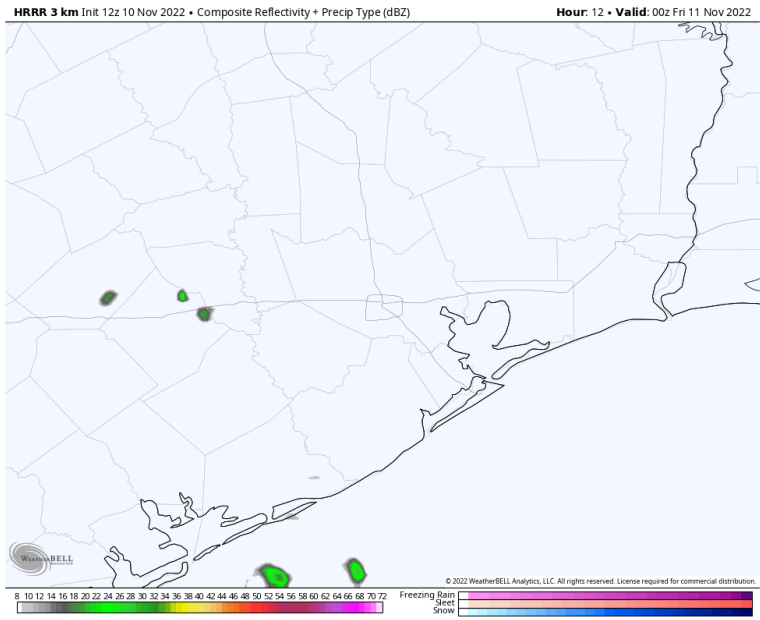 HRRR 3 km Init 12z 10 Nov 2022 • Composite Reflectivity + Precip Type (dBZ)
Hour: 12 • Valid: 00z Fri 11 Nov 2022
WEATHERBELL
© 2022 WeatherBELL Analytics, LLC. All rights reserved. License required for commercial distribution.
8 10 12 14 16 18 20 22 24 26 28 30 32 34 36 38 40 42 44 46 48 50 52 54 56 58 60 62 64 66 68 70 72
Freezing Rain
Sleet
Snow